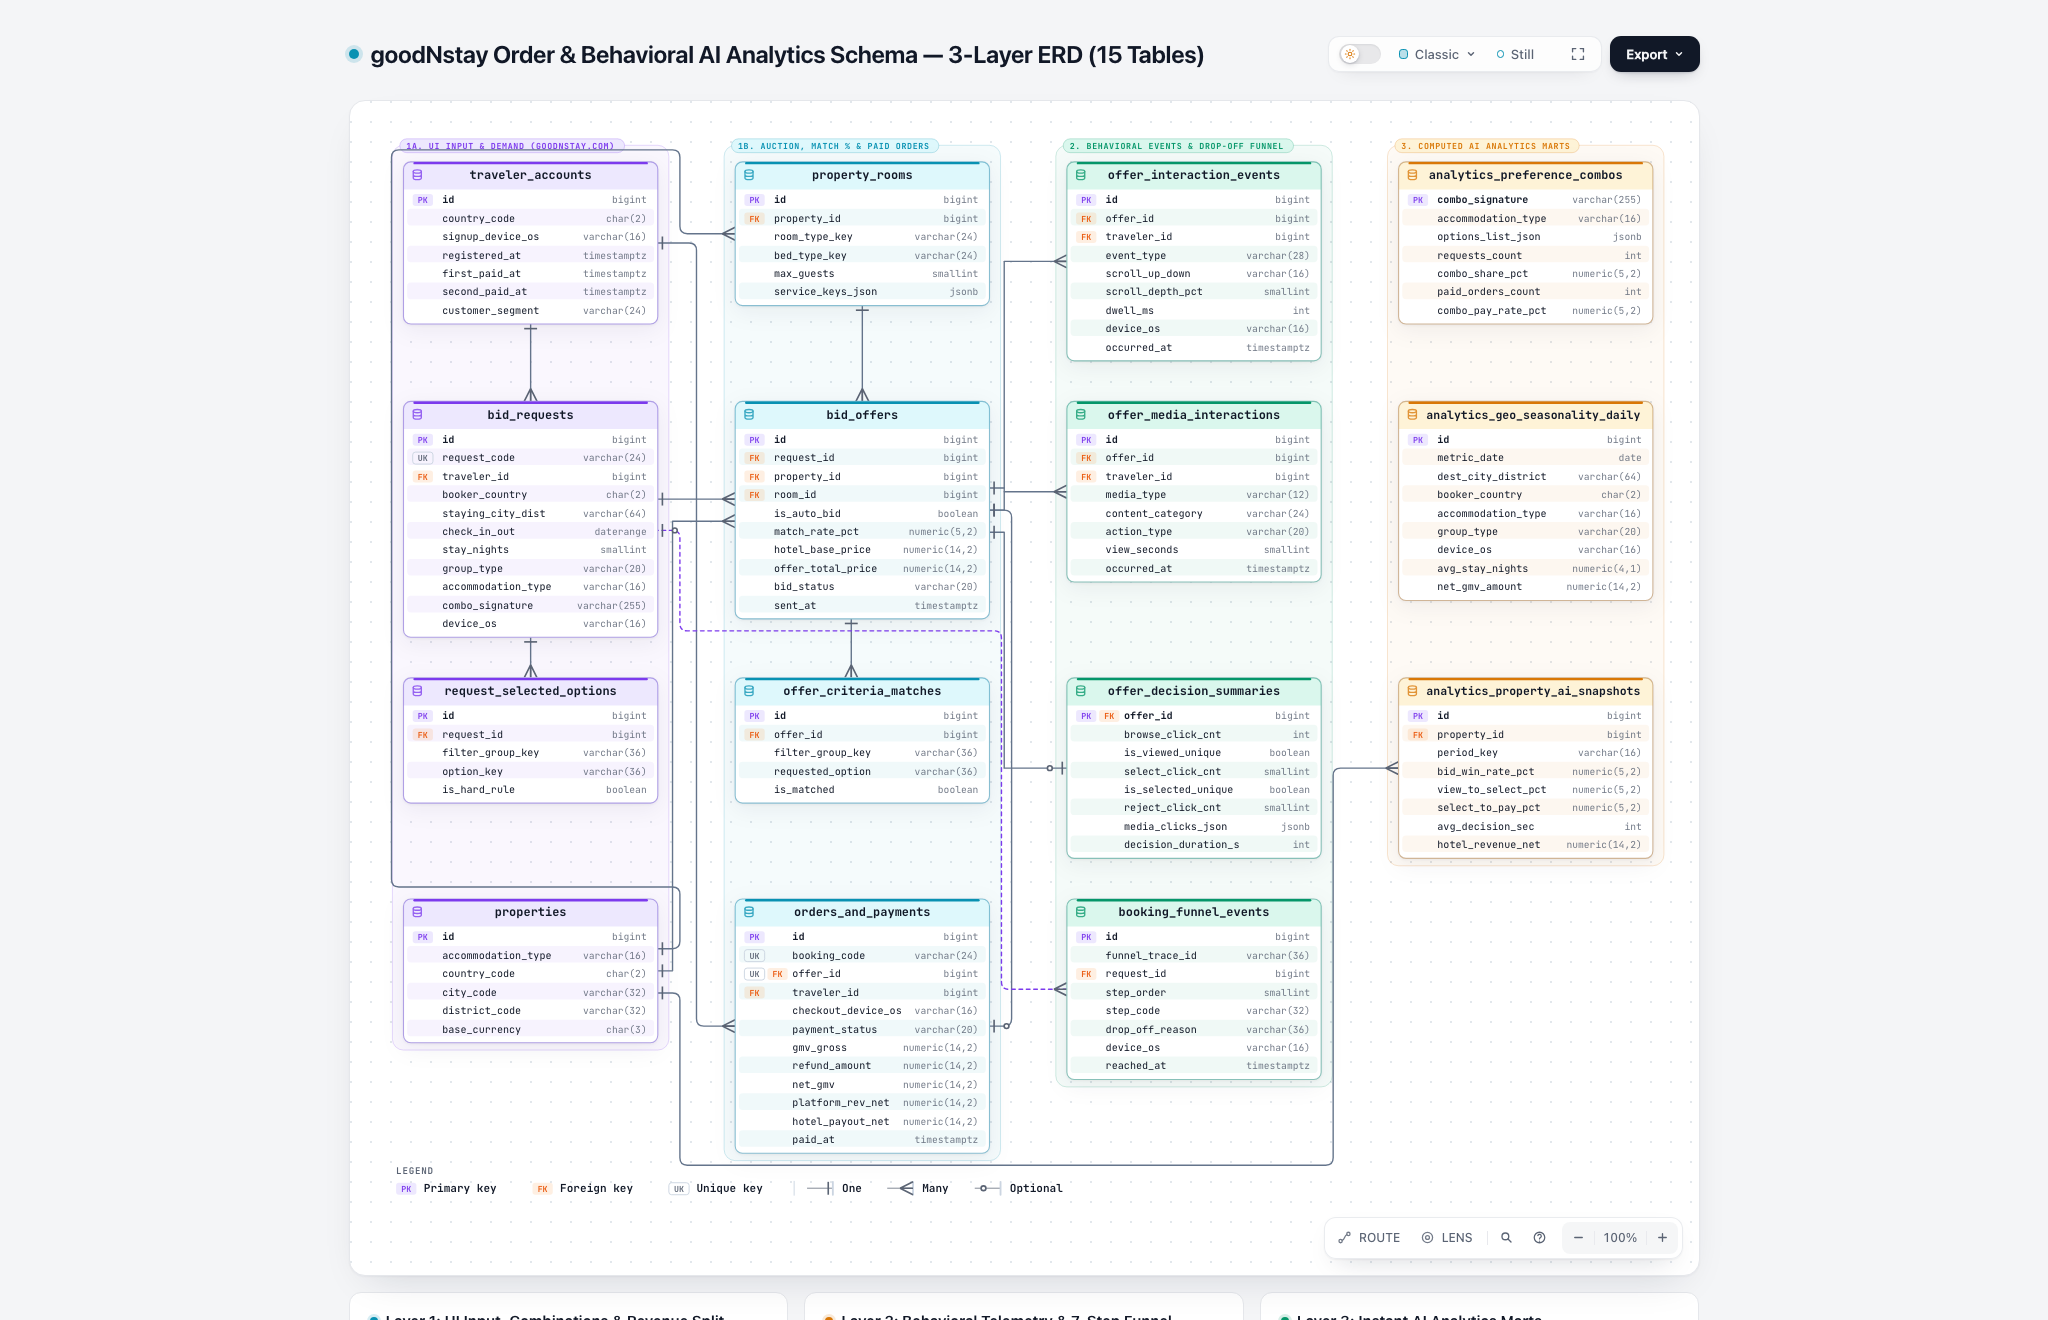 goodNstay Order & Behavioral AI Analytics Schema — 3-Layer ERD (15 Tables)
Classic
Still
Export
1A. UI INPUT & DEMAND (GOODNSTAY.COM)
traveler_accounts
PK id bigint
country_code char(2)
signup_device_os varchar(16)
registered_at timestamptz
first_paid_at timestamptz
second_paid_at timestamptz
customer_segment varchar(24)
bid_requests
PK id bigint
UK request_code varchar(24)
FK traveler_id bigint
booker_country char(2)
staying_city_dist varchar(64)
check_in_out daterange
stay_nights smallint
group_type varchar(20)
accommodation_type varchar(16)
combo_signature varchar(255)
device_os varchar(16)
request_selected_options
PK id bigint
FK request_id bigint
filter_group_key varchar(36)
option_key varchar(36)
is_hard_rule boolean
properties
PK id bigint
accommodation_type varchar(16)
country_code char(2)
city_code varchar(32)
district_code varchar(32)
base_currency char(3)
1B. AUCTION, MATCH % & PAID ORDERS
property_rooms
PK id bigint
FK property_id bigint
room_type_key varchar(24)
bed_type_key varchar(24)
max_guests smallint
service_keys_json jsonb
bid_offers
PK id bigint
FK request_id bigint
FK property_id bigint
FK room_id bigint
is_auto_bid boolean
match_rate_pct numeric(5,2)
hotel_base_price numeric(14,2)
offer_total_price numeric(14,2)
bid_status varchar(20)
sent_at timestamptz
offer_criteria_matches
PK id bigint
FK offer_id bigint
filter_group_key varchar(36)
requested_option varchar(36)
is_matched boolean
orders_and_payments
PK id bigint
UK booking_code varchar(24)
UK FK offer_id bigint
FK traveler_id bigint
checkout_device_os varchar(16)
payment_status varchar(20)
gmv_gross numeric(14,2)
refund_amount numeric(14,2)
net_gmv numeric(14,2)
platform_rev_net numeric(14,2)
hotel_payout_net numeric(14,2)
paid_at timestamptz
2. BEHAVIORAL EVENTS & DROP-OFF FUNNEL
offer_interaction_events
PK id bigint
FK offer_id bigint
FK traveler_id bigint
event_type varchar(28)
scroll_up_down varchar(16)
scroll_depth_pct smallint
dwell_ms int
device_os varchar(16)
occurred_at timestamptz
offer_media_interactions
PK id bigint
FK offer_id bigint
FK traveler_id bigint
media_type varchar(12)
content_category varchar(24)
action_type varchar(20)
view_seconds smallint
occurred_at timestamptz
offer_decision_summaries
PK FK offer_id bigint
browse_click_cnt int
is_viewed_unique boolean
select_click_cnt smallint
is_selected_unique boolean
reject_click_cnt smallint
media_clicks_json jsonb
decision_duration_s int
booking_funnel_events
PK id bigint
funnel_trace_id varchar(36)
FK request_id bigint
step_order smallint
step_code varchar(32)
drop_off_reason varchar(36)
device_os varchar(16)
reached_at timestamptz
3. COMPUTED AI ANALYTICS MARTS
analytics_preference_combos
PK combo_signature varchar(255)
accommodation_type varchar(16)
options_list_json jsonb
requests_count int
combo_share_pct numeric(5,2)
paid_orders_count int
combo_pay_rate_pct numeric(5,2)
analytics_geo_seasonality_daily
PK id bigint
metric_date date
dest_city_district varchar(64)
booker_country char(2)
accommodation_type varchar(16)
group_type varchar(20)
device_os varchar(16)
avg_stay_nights numeric(4,1)
net_gmv_amount numeric(14,2)
analytics_property_ai_snapshots
PK id bigint
FK property_id bigint
period_key varchar(16)
bid_win_rate_pct numeric(5,2)
view_to_select_pct numeric(5,2)
select_to_pay_pct numeric(5,2)
avg_decision_sec int
hotel_revenue_net numeric(14,2)
LEGEND
PK Primary key FK Foreign key UK Unique key One Many Optional
ROUTE LENS − 100% +
Layer 1: UI Input, Combinations & Revenue Split
Layer 2: Behavioral Telemetry & 7-Step Funnel
Layer 3: Instant AI Analytics Marts